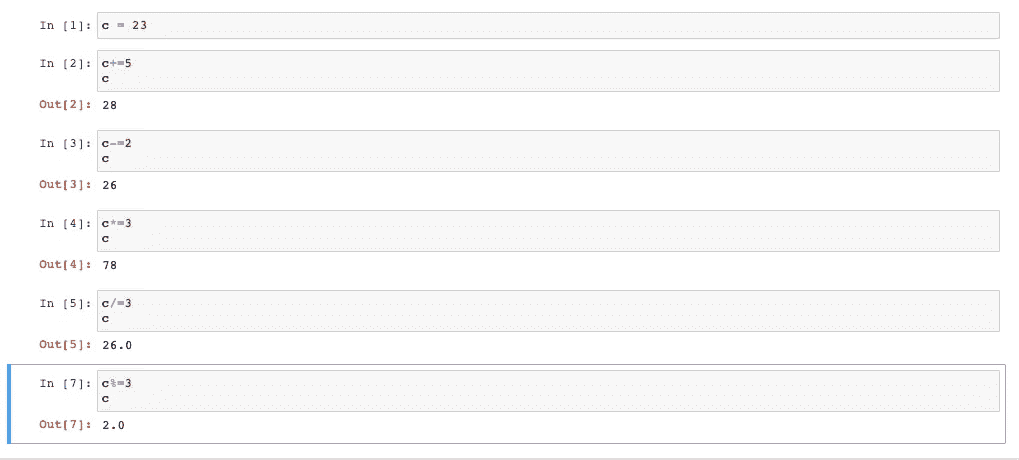 In [1]: c = 23
In [2]: c+=5
c
Out[2]: 28
In [3]: c-=2
c
Out[3]: 26
In [4]: c*=3
c
Out[4]: 78
In [5]: c/=3
c
Out[5]: 26.0
In [7]: c%=3
c
Out[7]: 2.0